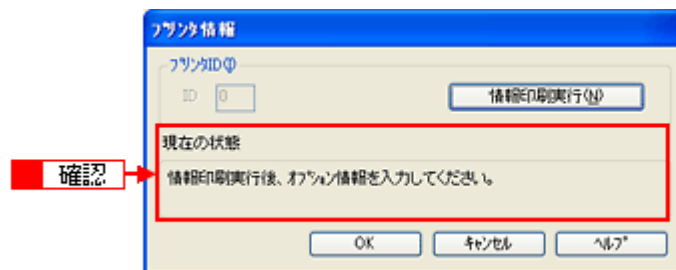 プリンタ情報
プリンタID(I)
ID 0
情報印刷実行(N)
現在の状態
確認
情報印刷実行後、オプション情報を入力してください。
OK キャンセル ヘルプ